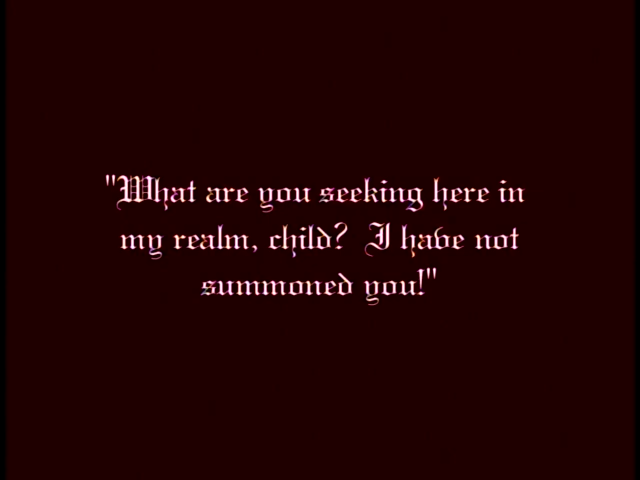 "What are you seeking here in
my realm, child?  I have not
summoned you!"